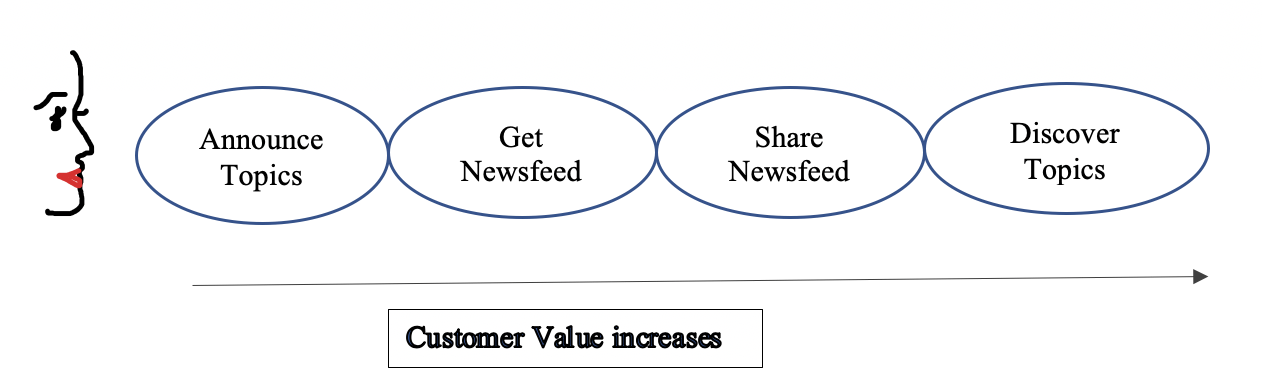 Announce
Topics
Get
Newsfeed
Share
Newsfeed
Discover
Topics
Customer Value increases